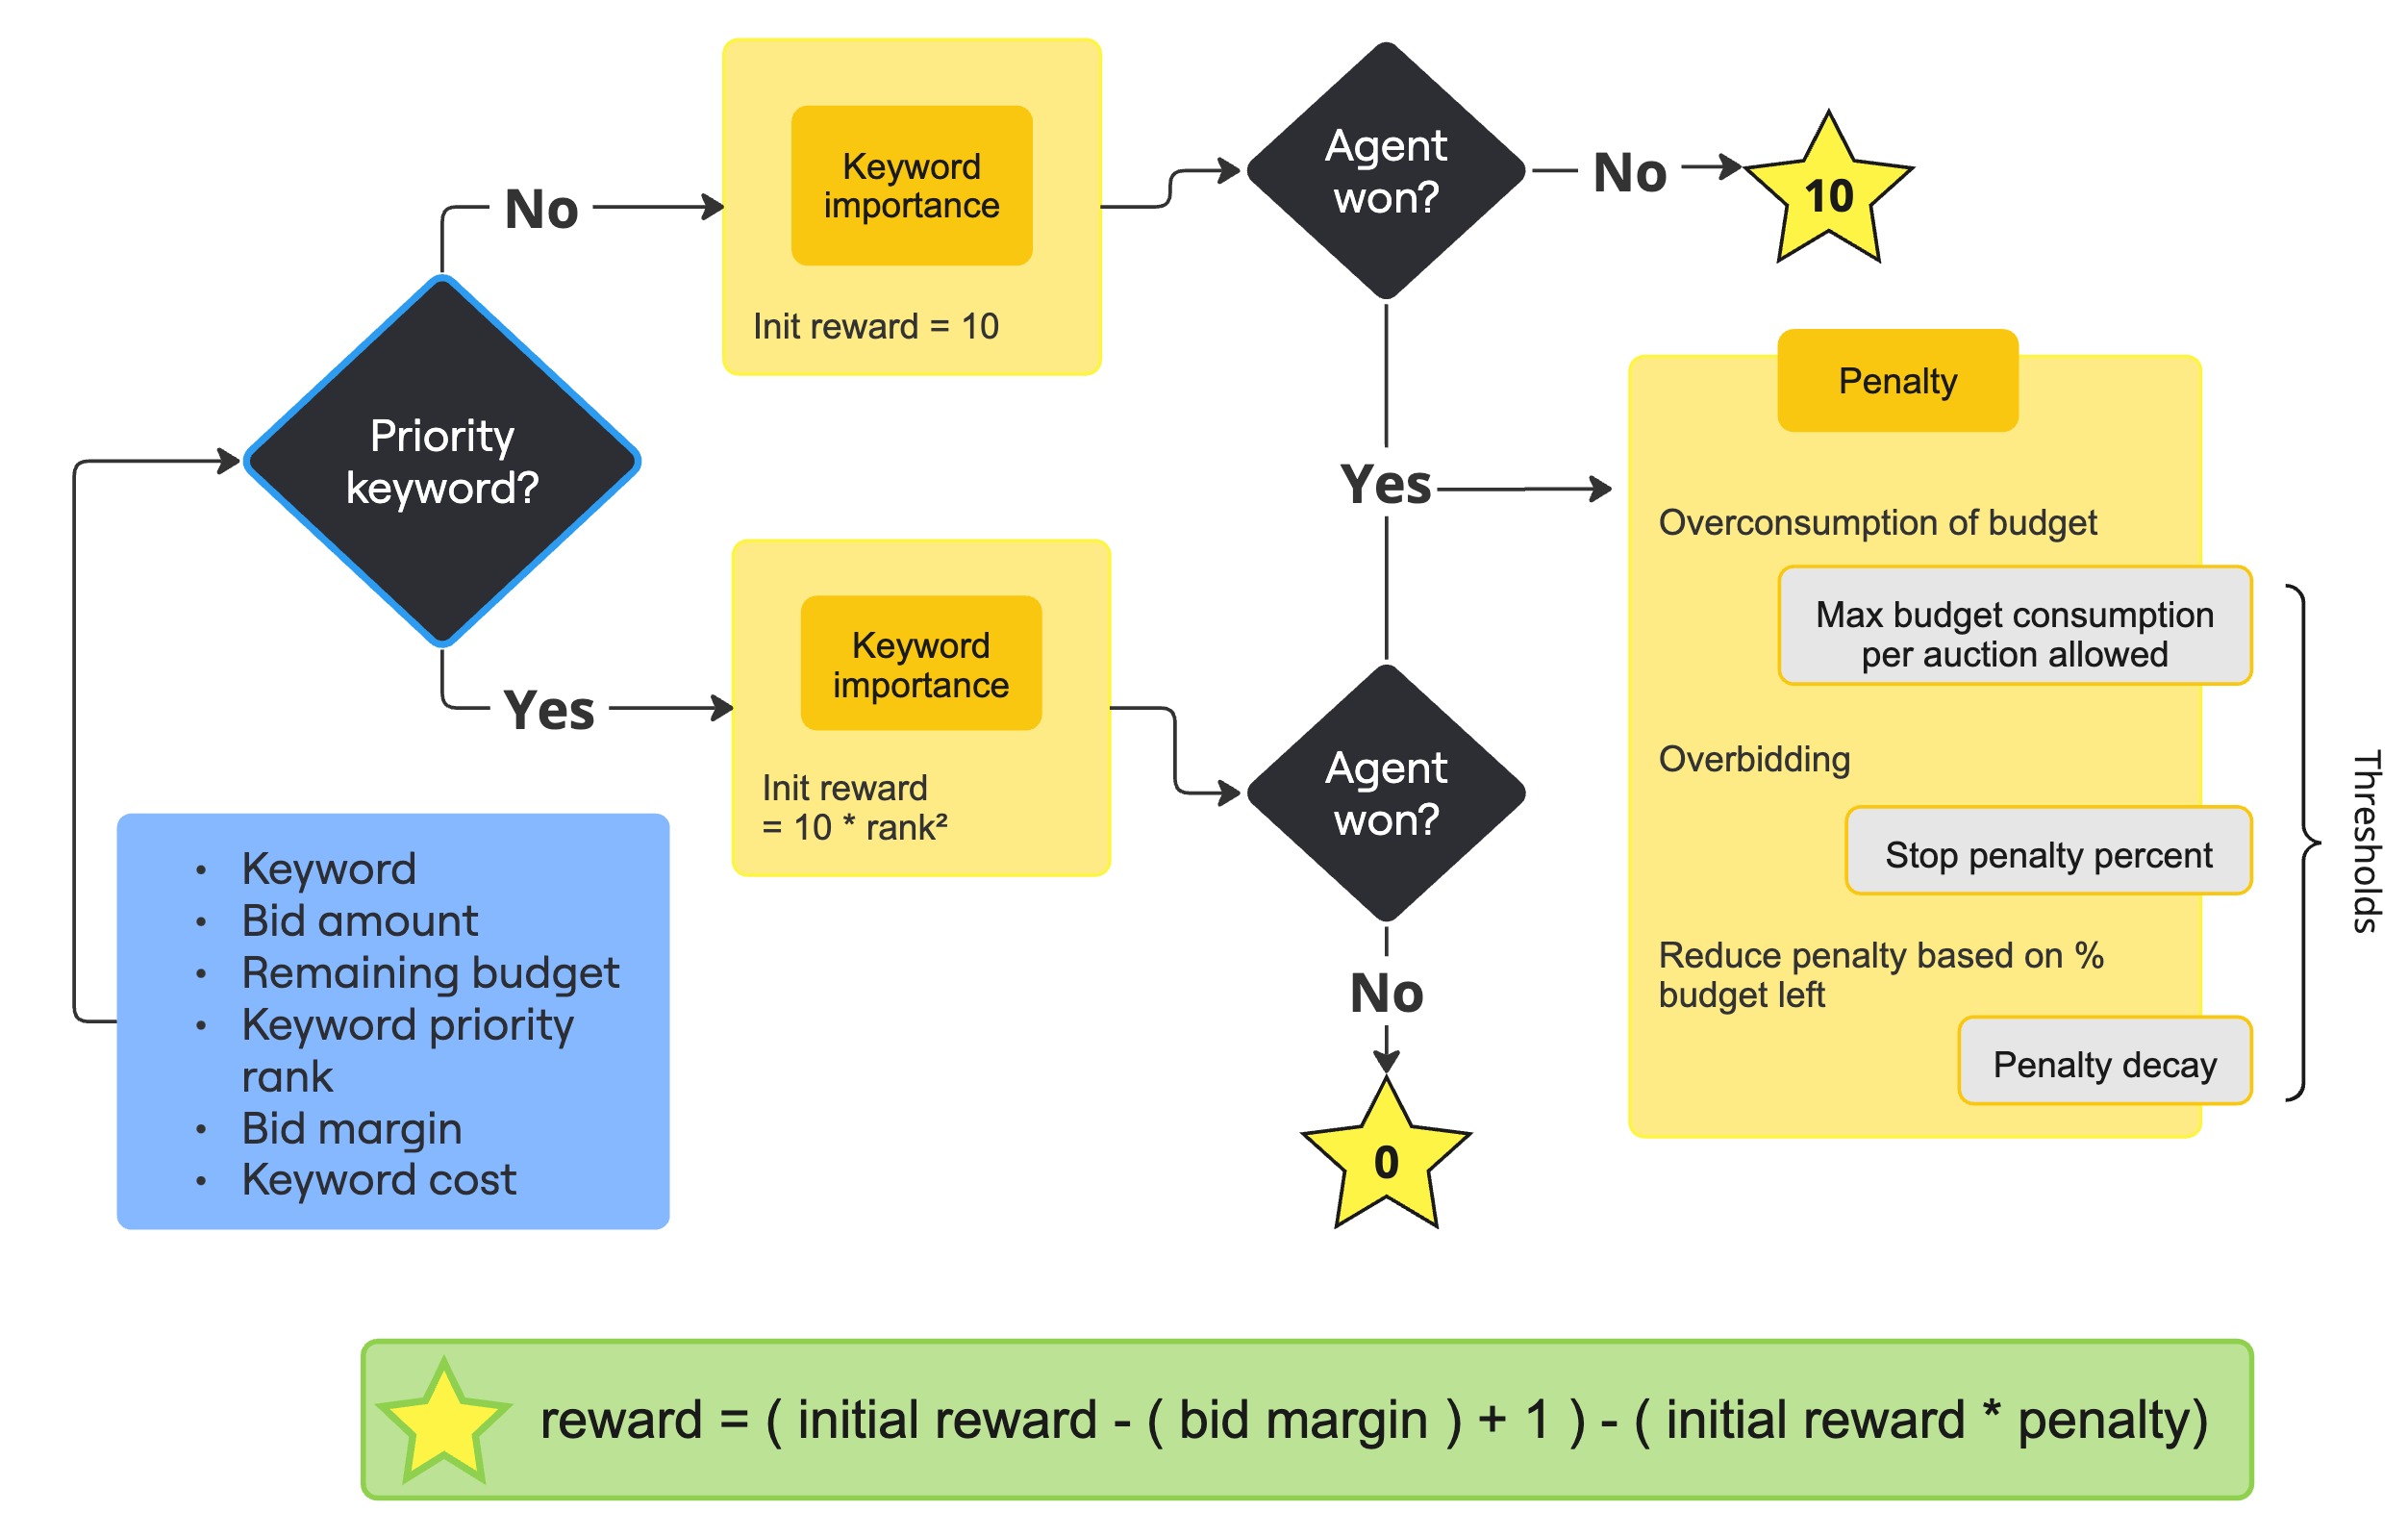 Keyword
importance
Init reward = 10
Agent
won?
No
10
No
Priority
keyword?
Yes
Keyword
importance
Init reward
= 10 * rank²
Yes
Agent
won?
No
0
Penalty
Overconsumption of budget
Max budget consumption
per auction allowed
Overbidding
Stop penalty percent
Reduce penalty based on %
budget left
Penalty decay
Thresholds
• Keyword
• Bid amount
• Remaining budget
• Keyword priority
rank
• Bid margin
• Keyword cost
reward = ( initial reward - ( bid margin ) + 1 ) - ( initial reward * penalty)